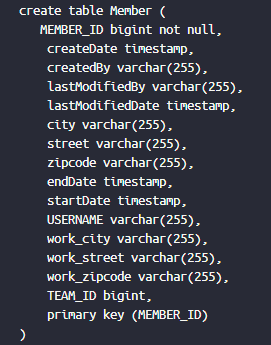 create table Member (
MEMBER_ID bigint not null,
createDate timestamp,
createdBy varchar(255),
lastModifiedBy varchar(255),
lastModifiedDate timestamp,
city varchar(255),
street varchar(255),
zipcode varchar(255),
endDate timestamp,
startDate timestamp,
USERNAME varchar(255),
work_city varchar(255),
work_street varchar(255),
work_zipcode varchar(255),
TEAM_ID bigint,
primary key (MEMBER_ID)
)